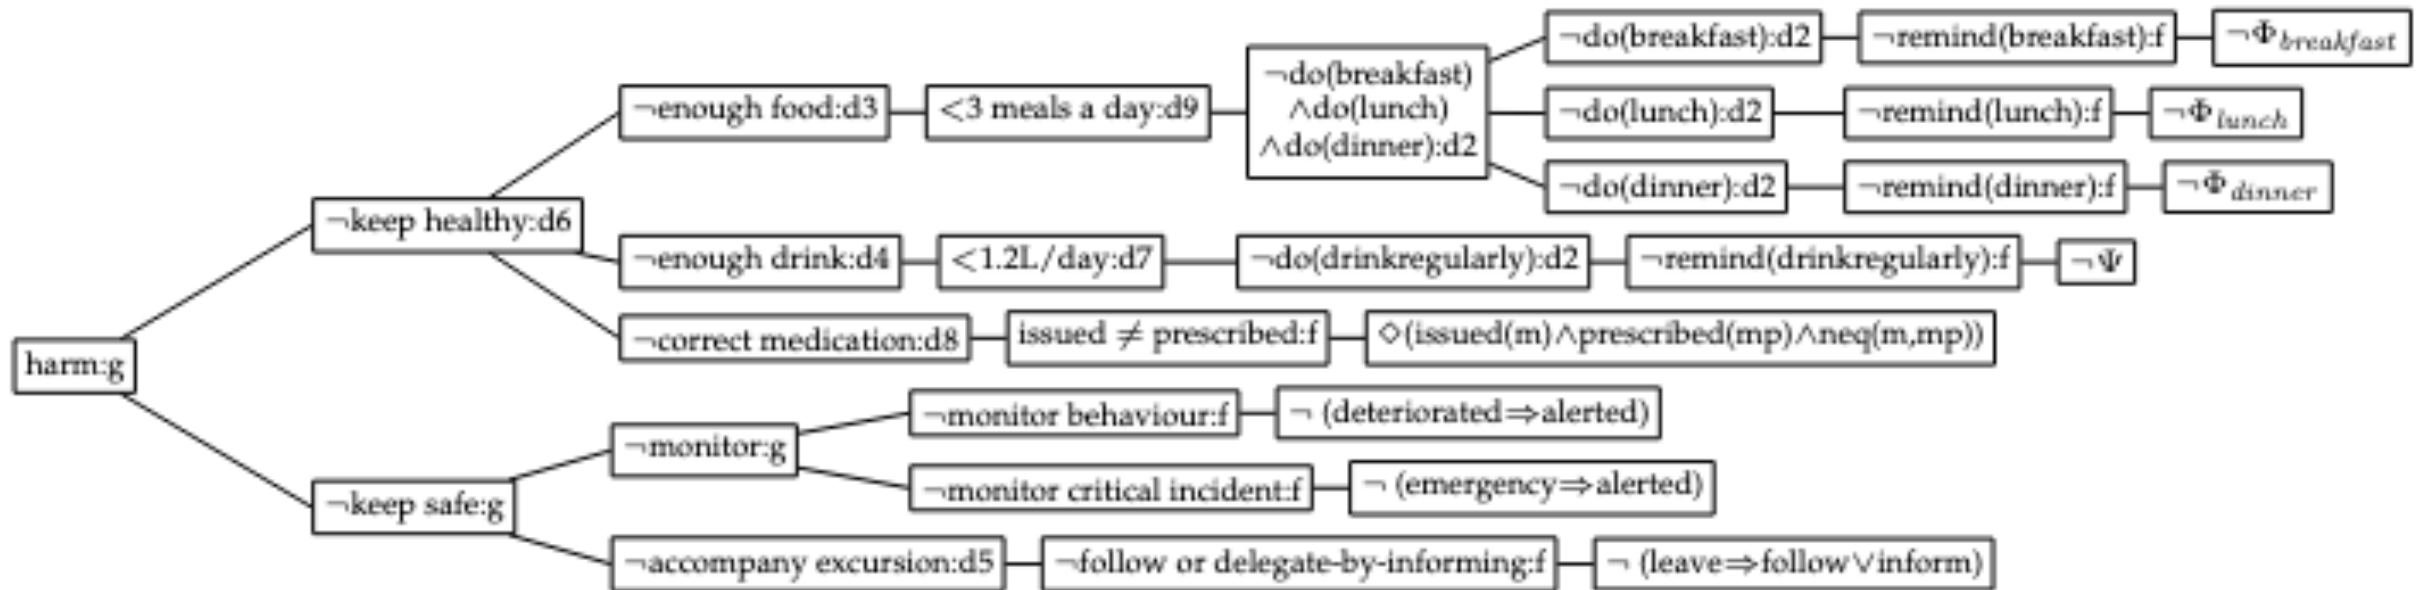 ¬do(breakfast):d2
¬remind(breakfast):f
¬Φbreakfast
¬enough food:d3
<3 meals a day:d9
¬do(breakfast)
∧do(lunch)
∧do(dinner):d2
¬do(lunch):d2
¬remind(lunch):f
¬Φlunch
¬do(dinner):d2
¬remind(dinner):f
¬Φdinner
¬keep healthy:d6
¬enough drink:d4
<1.2L/day:d7
¬do(drinkregularly):d2
¬remind(drinkregularly):f
¬Ψ
¬correct medication:d8
issued ≠ prescribed:f
◇(issued(m)∧prescribed(mp)∧neq(m,mp))
harm:g
¬monitor behaviour:f
¬ (deteriorated⇒alerted)
¬monitor:g
¬monitor critical incident:f
¬ (emergency⇒alerted)
¬keep safe:g
¬accompany excursion:d5
¬follow or delegate-by-informing:f
¬ (leave⇒follow∨inform)